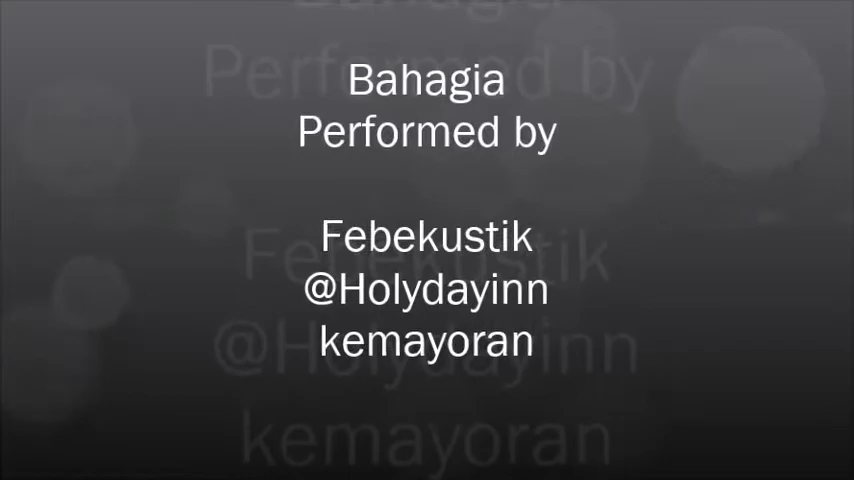 Bahagia
Performed by
Febekustik
@Holydayinn
kemayoran